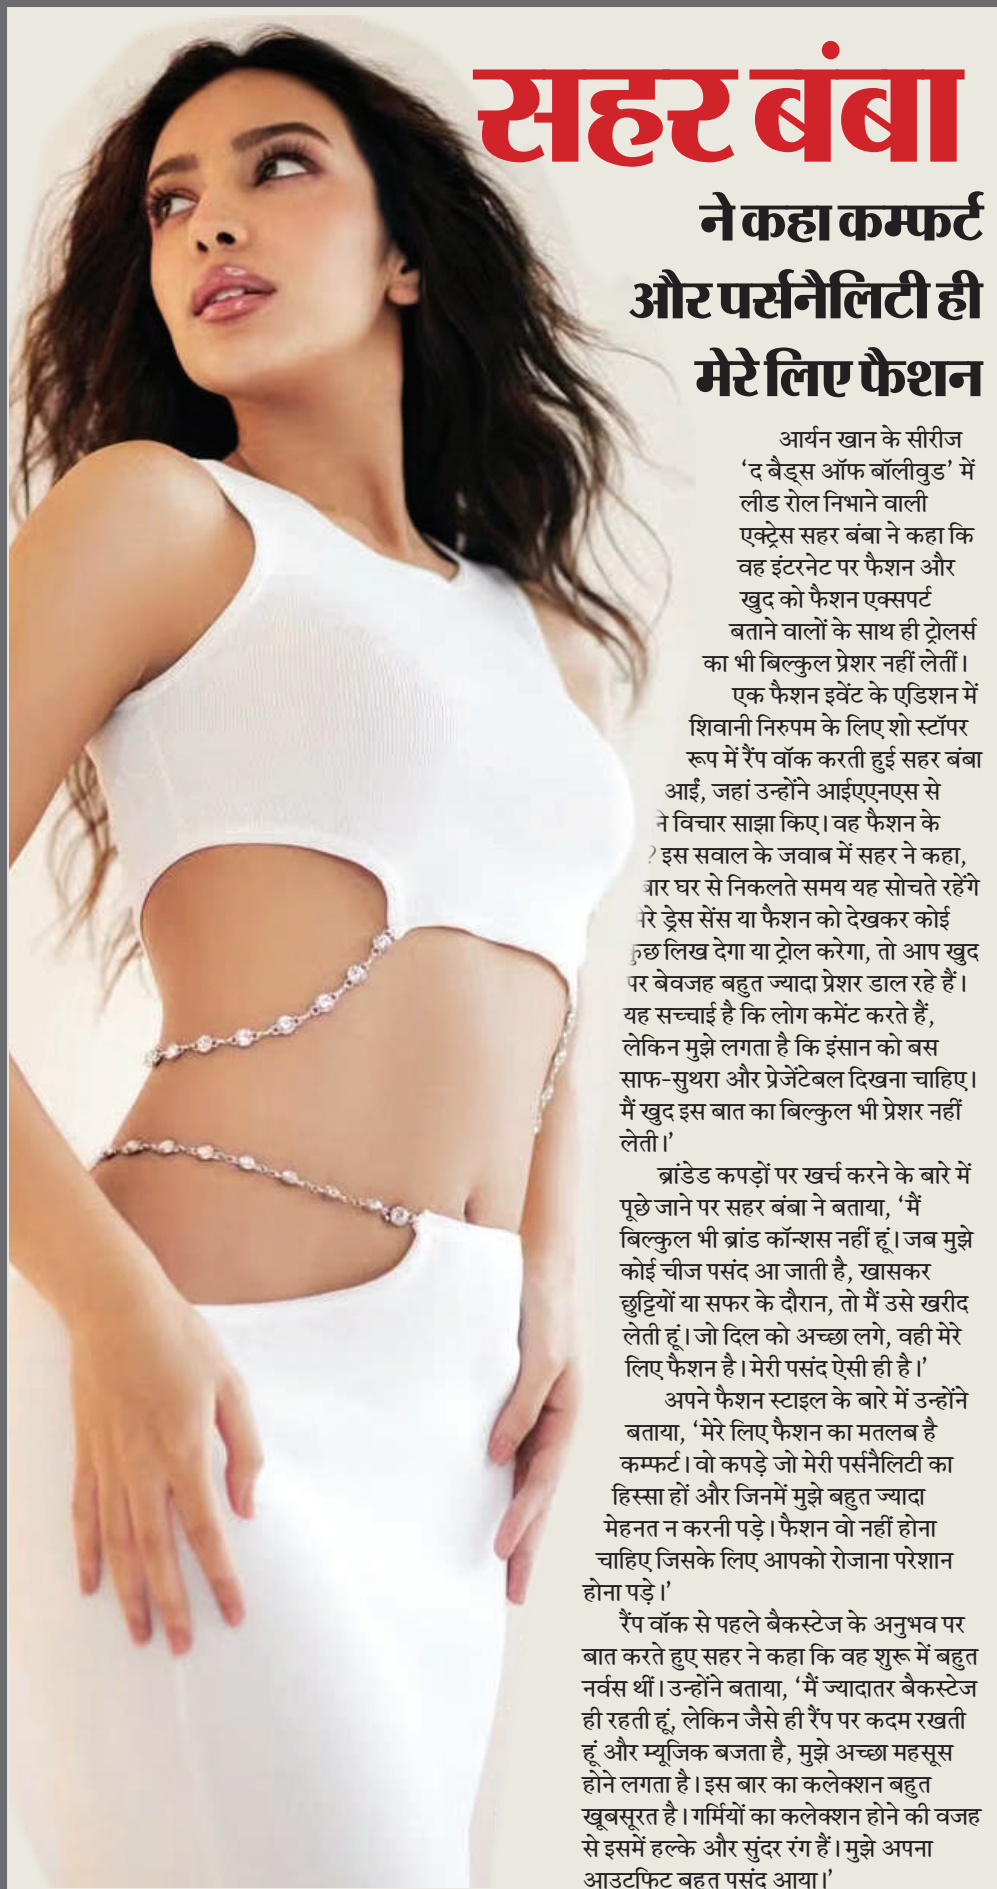 सहर बंबा
ने कहा कम्फर्ट
और पर्सनैलिटी ही
मेरे लिए फैशन
आर्यन खान के सीरीज
‘द बैड्स ऑफ बॉलीवुड’ में
लीड रोल निभाने वाली
एक्ट्रेस सहर बंबा ने कहा कि
वह इंटरनेट पर फैशन और
खुद को फैशन एक्सपर्ट
बताने वालों के साथ ही ट्रोलर्स
का भी बिल्कुल प्रेशर नहीं लेतीं।
एक फैशन इवेंट के एडिशन में
शिवानी निरुपम के लिए शो स्टॉपर
रूप में रैंप वॉक करती हुई सहर बंबा
आईं, जहां उन्होंने आईएएनएस से
ने विचार साझा किए। वह फैशन के
? इस सवाल के जवाब में सहर ने कहा,
बार घर से निकलते समय यह सोचते रहेंगे
मेरे ड्रेस सेंस या फैशन को देखकर कोई
कुछ लिख देगा या ट्रोल करेगा, तो आप खुद
पर बेवजह बहुत ज्यादा प्रेशर डाल रहे हैं।
यह सच्चाई है कि लोग कमेंट करते हैं,
लेकिन मुझे लगता है कि इंसान को बस
साफ-सुथरा और प्रेजेंटेबल दिखना चाहिए।
मैं खुद इस बात का बिल्कुल भी प्रेशर नहीं
लेती।’
ब्रांडेड कपड़ों पर खर्च करने के बारे में
पूछे जाने पर सहर बंबा ने बताया, ‘मैं
बिल्कुल भी ब्रांड कॉन्शस नहीं हूं। जब मुझे
कोई चीज पसंद आ जाती है, खासकर
छुट्टियों या सफर के दौरान, तो मैं उसे खरीद
लेती हूं। जो दिल को अच्छा लगे, वही मेरे
लिए फैशन है। मेरी पसंद ऐसी ही है।’
अपने फैशन स्टाइल के बारे में उन्होंने
बताया, ‘मेरे लिए फैशन का मतलब है
कम्फर्ट। वो कपड़े जो मेरी पर्सनैलिटी का
हिस्सा हों और जिनमें मुझे बहुत ज्यादा
मेहनत न करनी पड़े। फैशन वो नहीं होना
चाहिए जिसके लिए आपको रोजाना परेशान
होना पड़े।’
रैंप वॉक से पहले बैकस्टेज के अनुभव पर
बात करते हुए सहर ने कहा कि वह शुरू में बहुत
नर्वस थीं। उन्होंने बताया, ‘मैं ज्यादातर बैकस्टेज
ही रहती हूं, लेकिन जैसे ही रैंप पर कदम रखती
हूं और म्यूजिक बजता है, मुझे अच्छा महसूस
होने लगता है। इस बार का कलेक्शन बहुत
खूबसूरत है। गर्मियों का कलेक्शन होने की वजह
से इसमें हल्के और सुंदर रंग हैं। मुझे अपना
आउटफिट बहुत पसंद आया।’